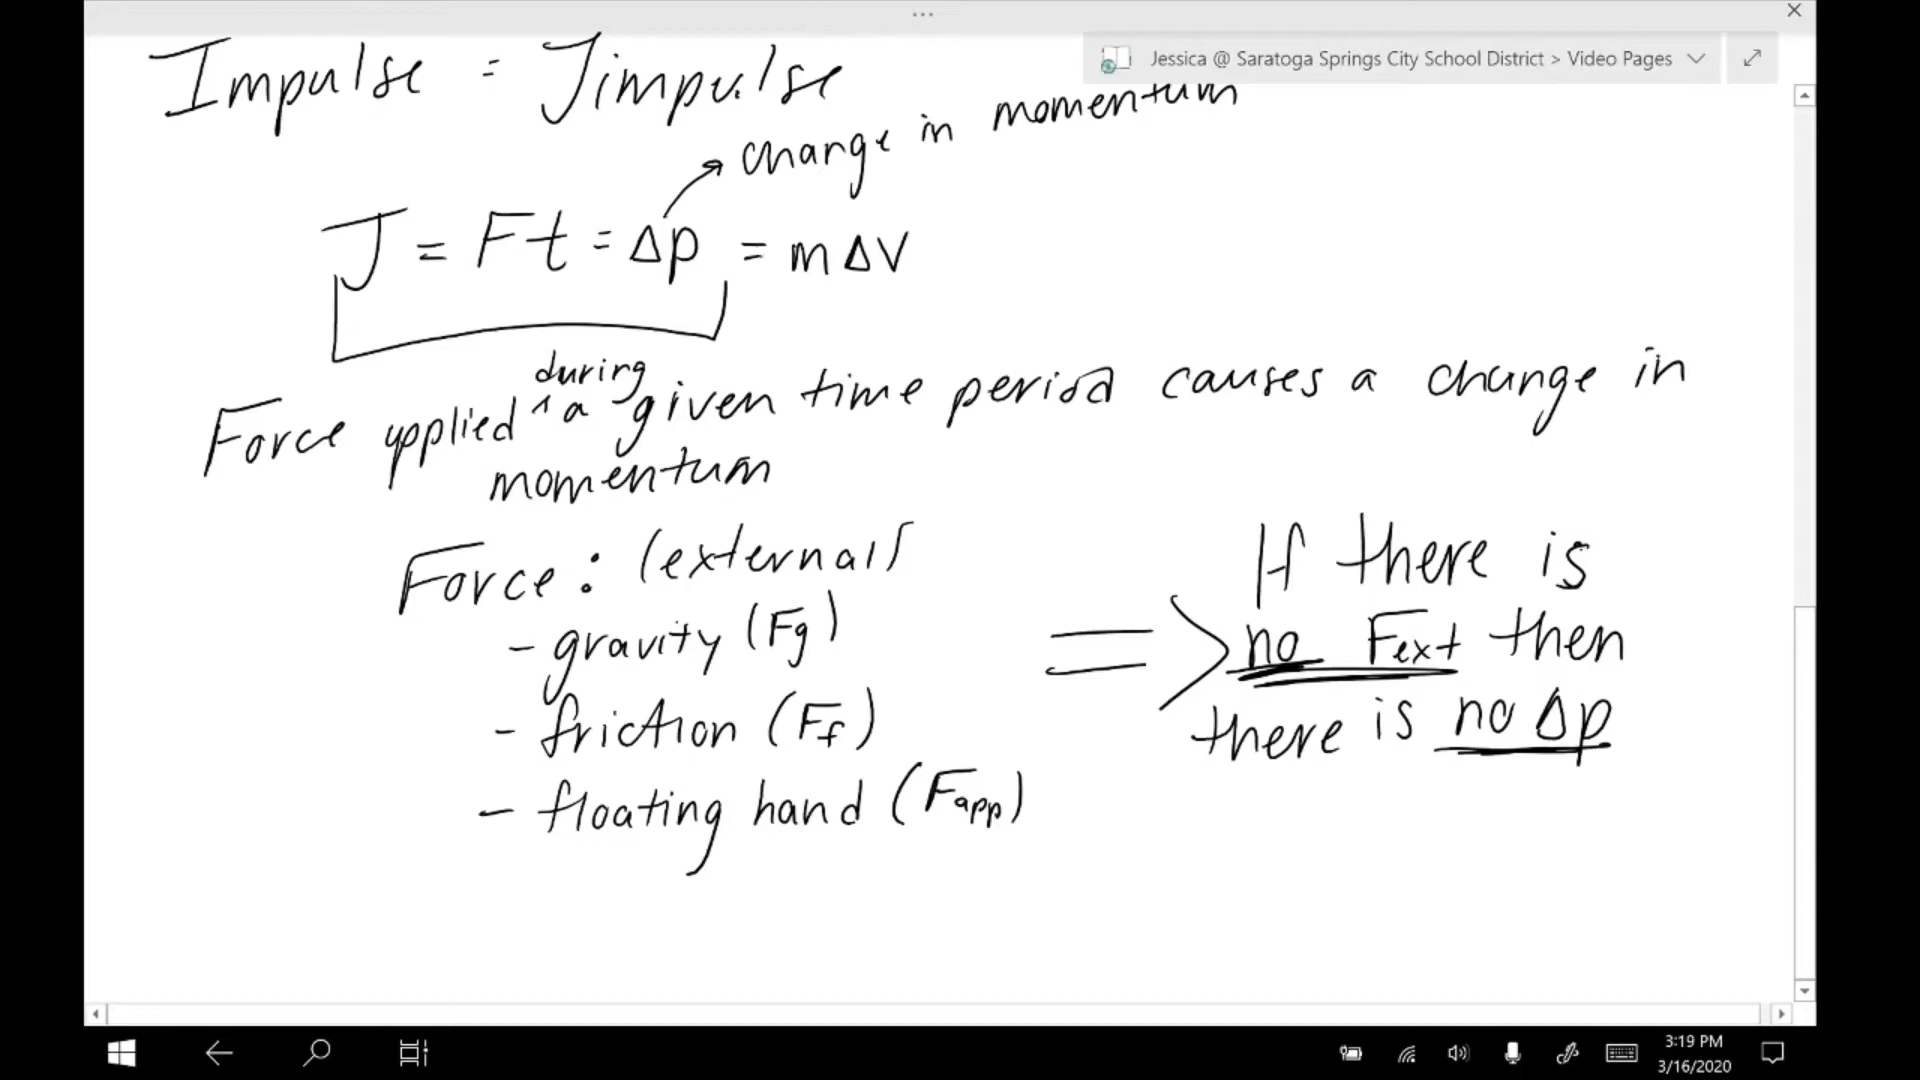 ...
Jessica @ Saratoga Springs City School District > Video Pages
Impulse = Jimpulse
change in momentum
J = Ft = Δp = mΔV
during
Force applied ^ a given time period causes a change in
momentum
Force: (external)
- gravity (Fg)
- friction (Ff)
- floating hand (Fapp)
=> If there is
no Fext then
there is no Δp
3:19 PM
3/16/2020